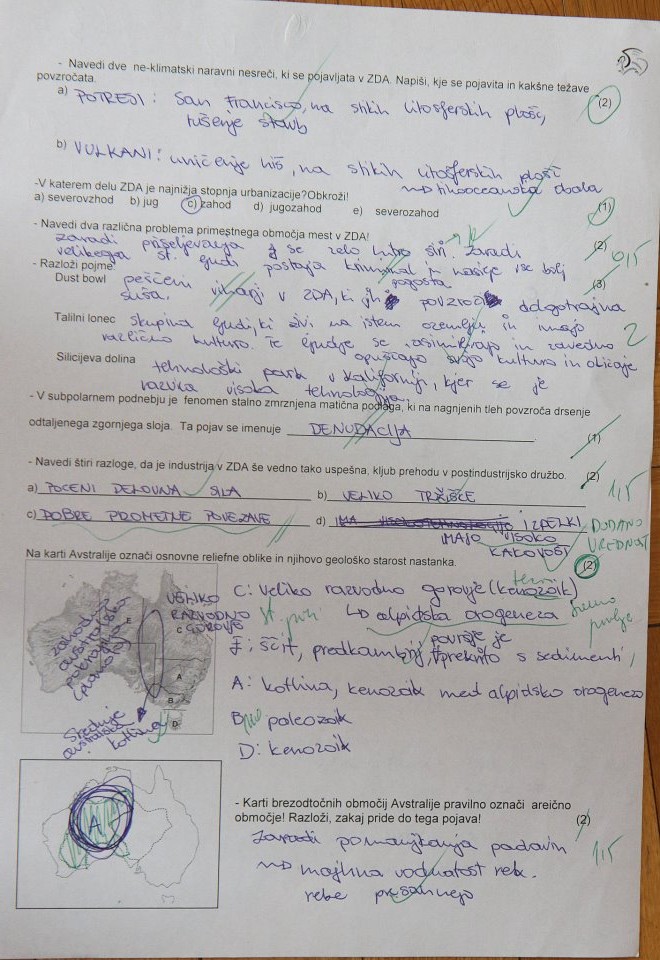 - Navedi dve ne-klimatski naravni nesreči, ki se pojavljata v ZDA. Napiši, kje se pojavita in kakšne težave
povzročata.
(2)
a) POTRESI: San Francisco, na stikih litosferskih plošč,
rušenje stavb
b) VULKANI: uničenje hiš, na stikih litosferskih plošč
tihooceanska obala
-V katerem delu ZDA je najnižja stopnja urbanizacije?Obkroži!
(1)
a) severovzhod b) jug c) zahod d) jugozahod e) severozahod
- Navedi dva različna problema primestnega območja mest v ZDA!
(2) 0,5
zaradi priseljevanja se zelo hitro širi. Zaradi
velikega št. ljudi postaja kriminal in nasilje vse bolj
pogosta
- Razloži pojme:
(3)
Dust bowl peščeni viharji v ZDA, ki jih povzroča dolgotrajna
suša.
Talilni lonec skupina ljudi, ki živi na istem ozemlju in imajo
različno kulturo. Te ljudje se asimilirajo in zavedno
opuščajo svojo kulturo in običaje
2
Silicijeva dolina tehnološki park v Kaliforniji, kjer se je
razvila visoka tehnologija.
- V subpolarnem podnebju je fenomen stalno zmrznjena matična podlaga, ki na nagnjenih tleh povzroča drsenje
odtaljenega zgornjega sloja. Ta pojav se imenuje DENUDACIJA
(1)
- Navedi štiri razloge, da je industrija v ZDA še vedno tako uspešna, kljub prehodu v postindustrijsko družbo.
(2) 1,5
a) POCENI DELOVNA SILA b) VELIKO TRŽIŠČE
c) DOBRE PROMETNE POVEZAVE d) IZDELKI
IMAJO VISOKO
KAKOVOST
DODANO
VREDNOST
Na karti Avstralije označi osnovne reliefne oblike in njihovo geološko starost nastanka.
(2)
VELIKO
RAZVODNO
GOROVJE
zahodno
avstralska
planota
Srednje
avstralska
kotlina
E
C
A
B
D
C: Veliko razvodno gorovje (kenozoik)
alpidska orogeneza
E: ščit, predkambrij, površje je
prekrito s sedimenti
A: kotlina, kenozoik med alpidsko orogenezo
B: paleozoik
D: kenozoik
A
- Karti brezodtočnih območij Avstralije pravilno označi areično
območje! Razloži, zakaj pride do tega pojava!
(2) 1,5
Zaradi pomanjkanja padavin
majhna vodnatost rek.
reke presahnejo